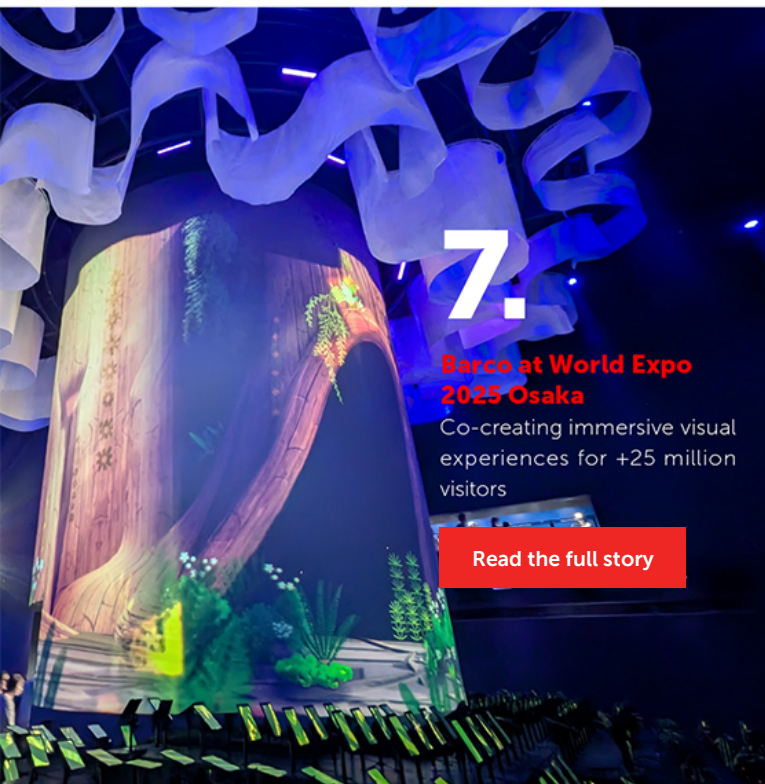 7.
Barco at World Expo
2025 Osaka
Co-creating immersive visual
experiences for +25 million
visitors
Read the full story